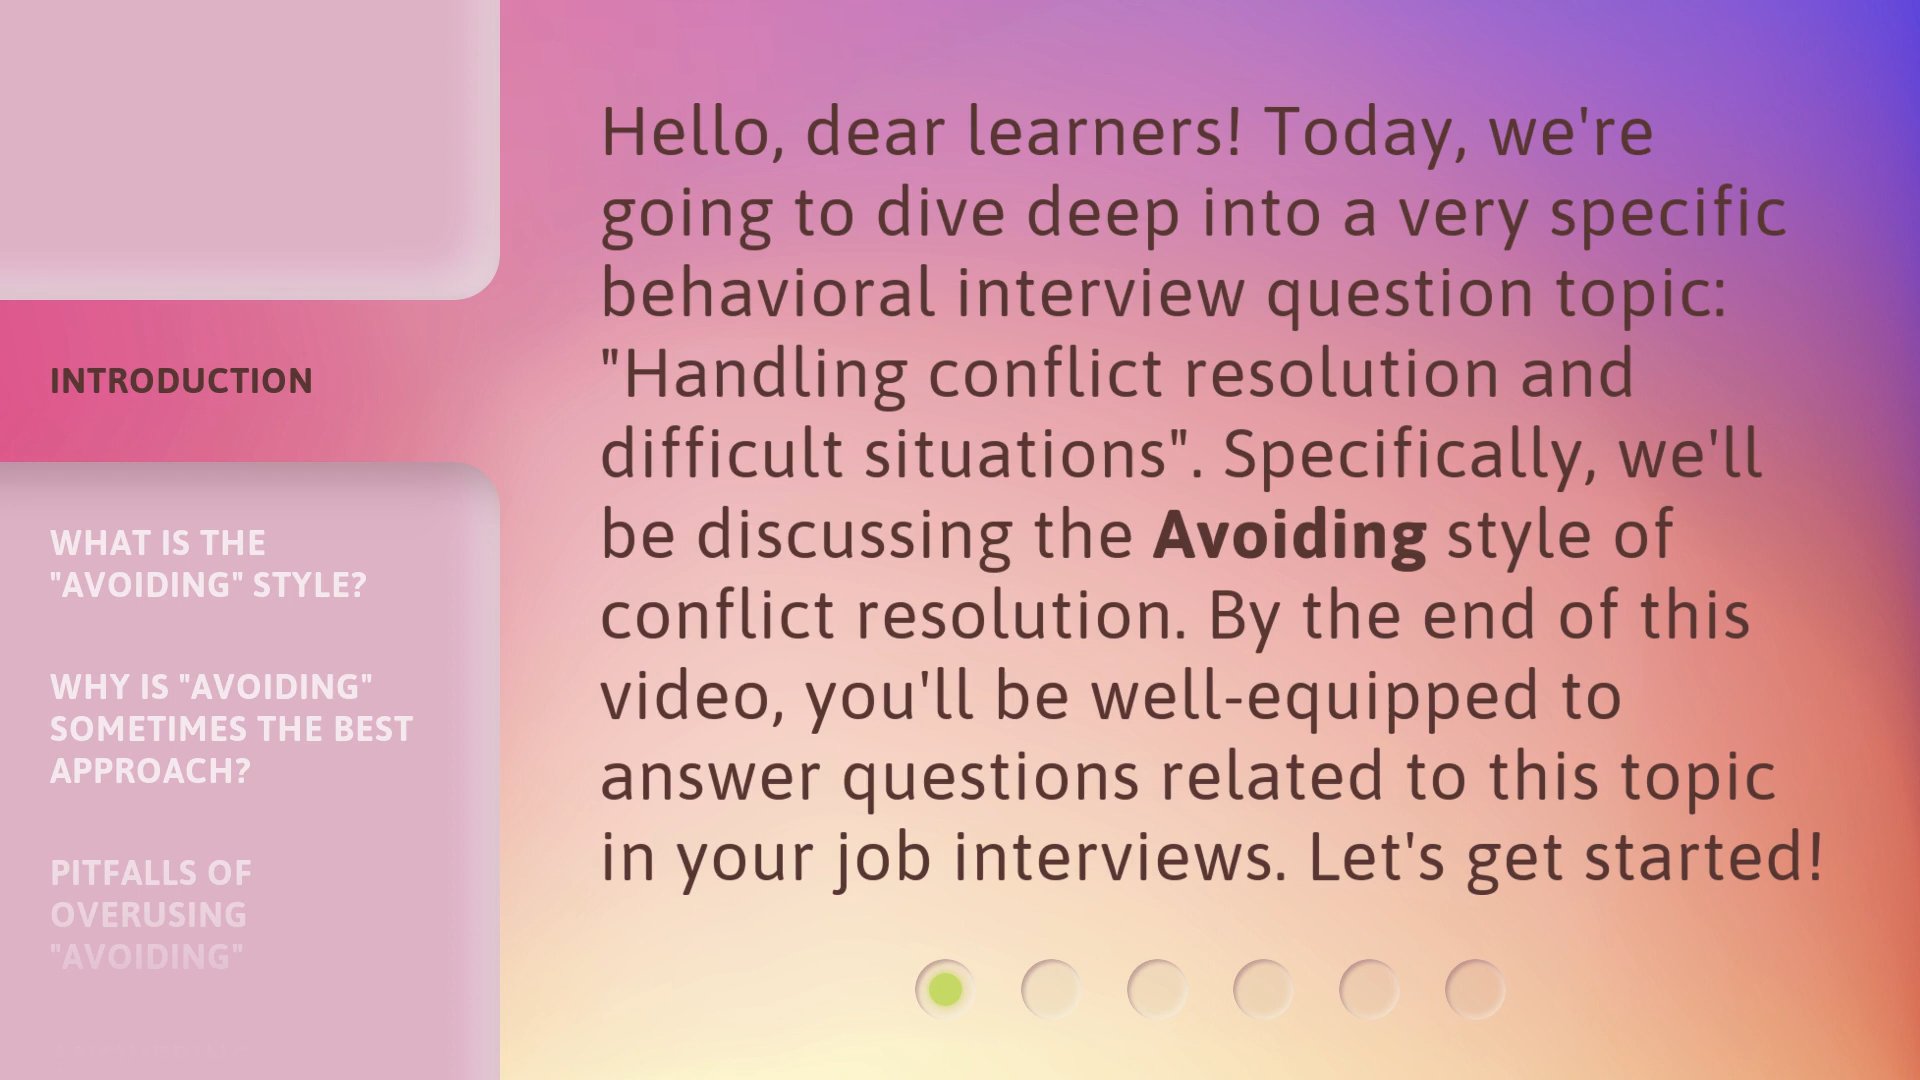 INTRODUCTION
WHAT IS THE
"AVOIDING" STYLE?
WHY IS "AVOIDING"
SOMETIMES THE BEST
APPROACH?
PITFALLS OF
OVERUSING
"AVOIDING"
Hello, dear learners! Today, we're
going to dive deep into a very specific
behavioral interview question topic:
"Handling conflict resolution and
difficult situations". Specifically, we'll
be discussing the Avoiding style of
conflict resolution. By the end of this
video, you'll be well-equipped to
answer questions related to this topic
in your job interviews. Let's get started!